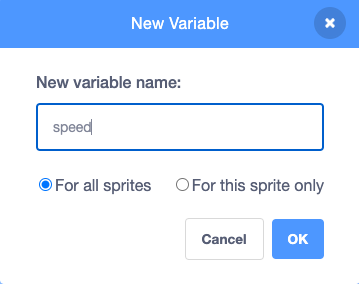 New Variable
New variable name:
speed
For all sprites For this sprite only
Cancel OK